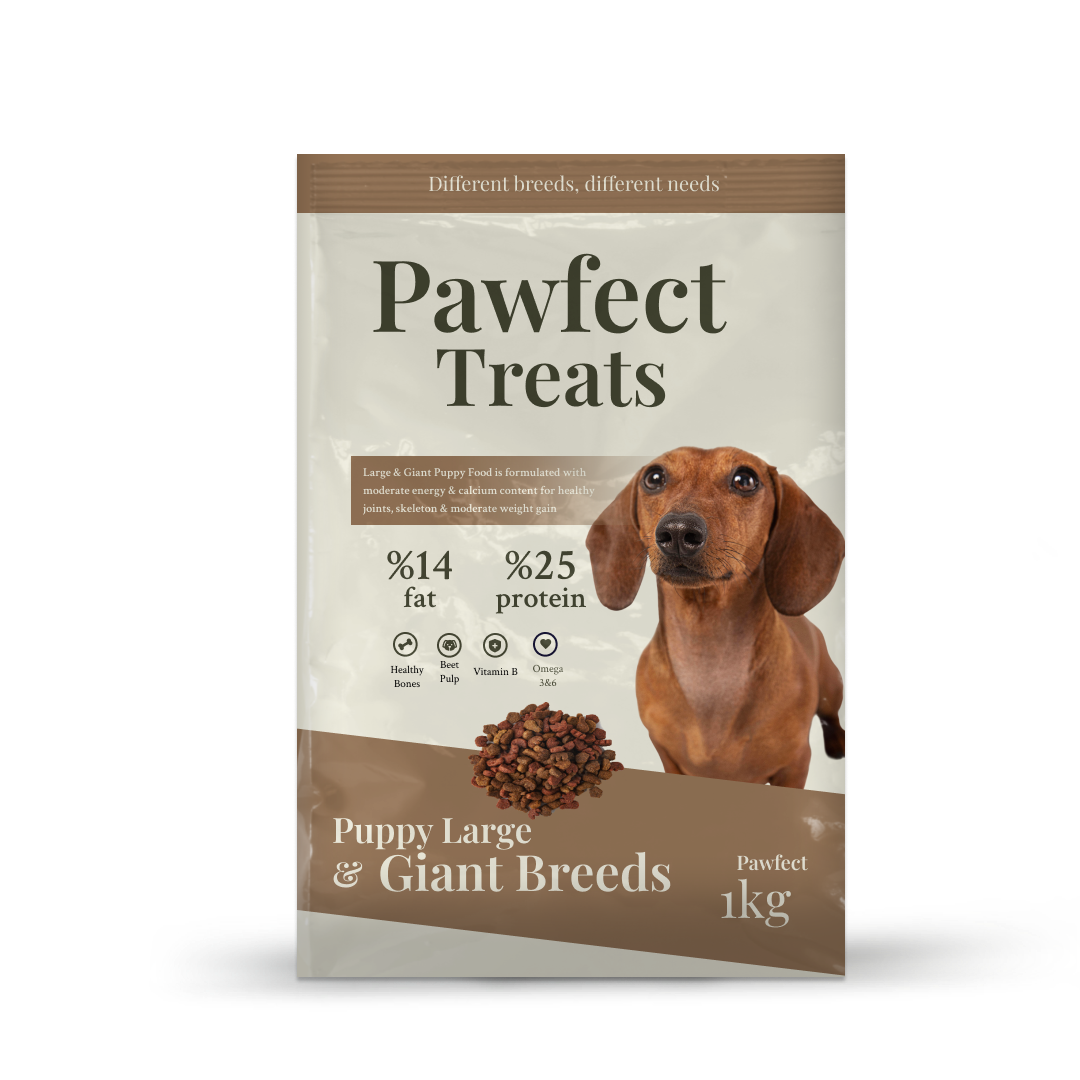 Different breeds, different needs
Pawfect
Treats
Large & Giant Puppy Food is formulated with
moderate energy & calcium content for healthy
joints, skeleton & moderate weight gain
%14
fat
%25
protein
Healthy
Bones
Beet
Pulp
Vitamin B
Omega
3&6
Puppy Large
& Giant Breeds
Pawfect
1kg